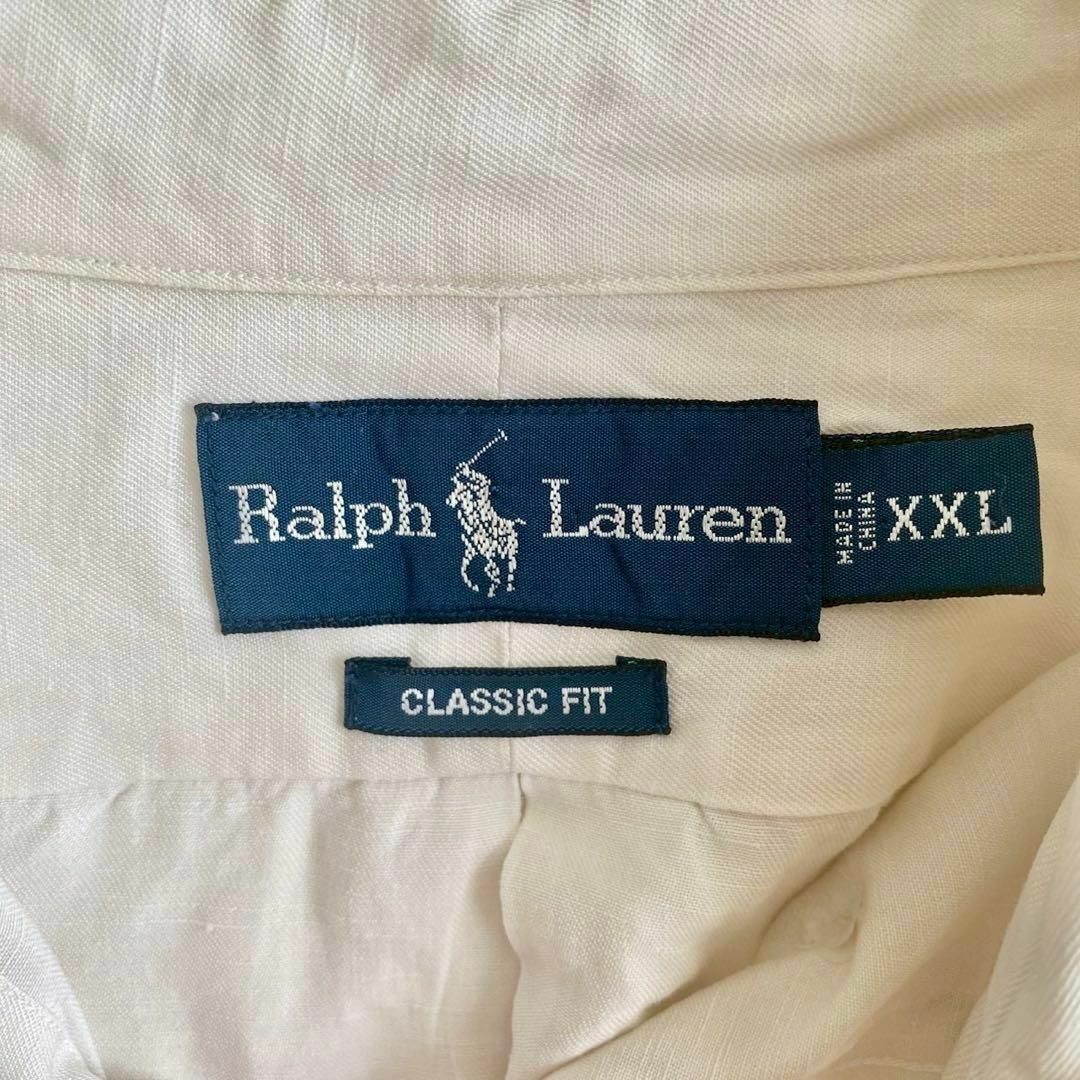 Ralph Lauren
MADE IN
CHINA
XXL
CLASSIC FIT